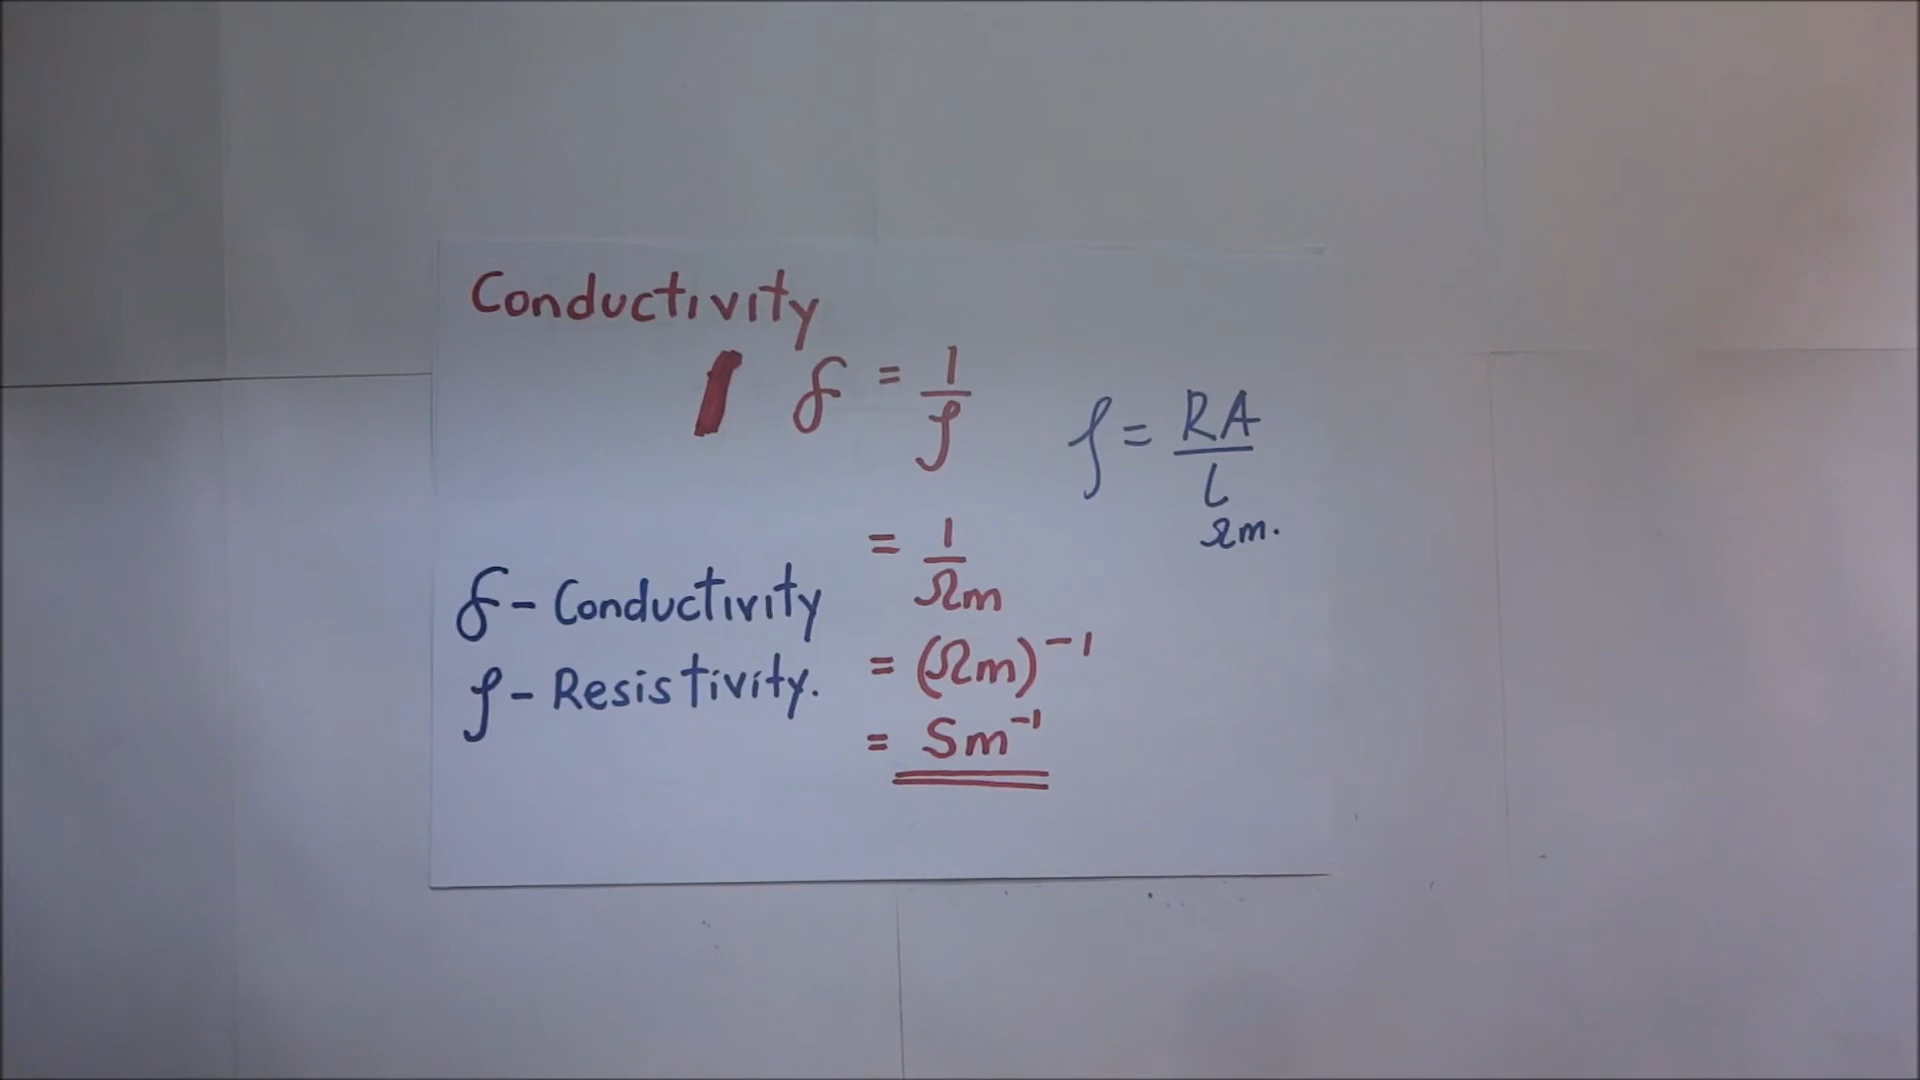 Conductivity
δ = 1/ρ
ρ = RA/l
Ωm.
= 1/Ωm
δ - Conductivity
= (Ωm)⁻¹
ρ - Resistivity.
= Sm⁻¹